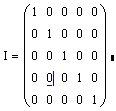 I = 1 0 0 0 0
0 1 0 0 0
0 0 1 0 0
0 0 0 1 0
0 0 0 0 1